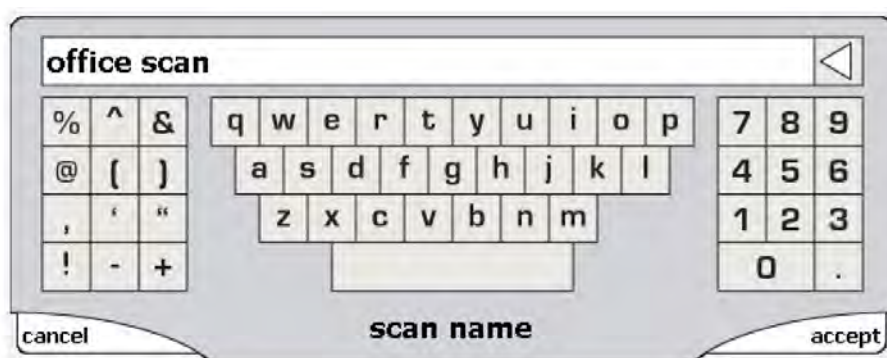 office scan
% ^ & q w e r t y u i o p 7 8 9
@ ( ) a s d f g h j k l 4 5 6
, ‘ “ z x c v b n m 1 2 3
! - + 0 .
cancel scan name accept